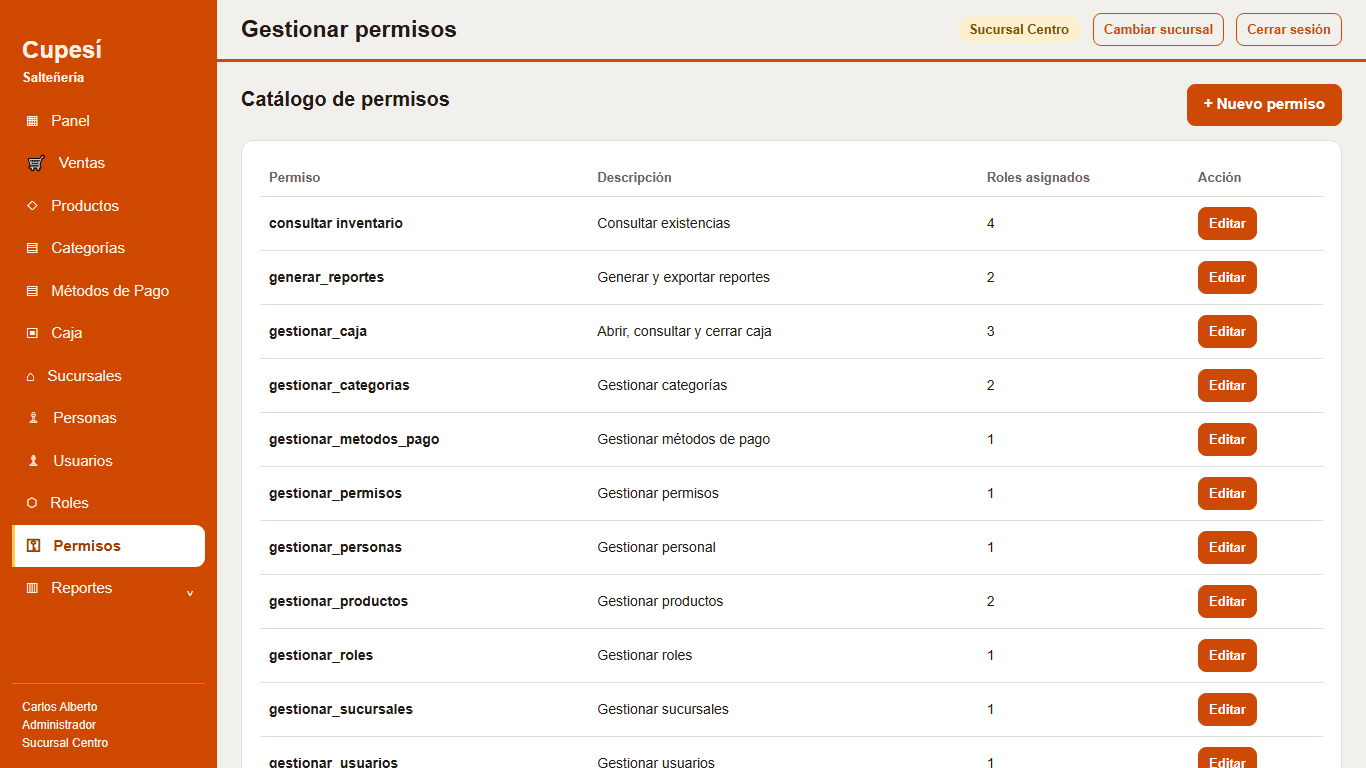 Cupesí
Salteñería
Panel
Ventas
Productos
Categorías
Métodos de Pago
Caja
Sucursales
Personas
Usuarios
Roles
Permisos
Reportes
Carlos Alberto
Administrador
Sucursal Centro
Gestionar permisos
Sucursal Centro
Cambiar sucursal
Cerrar sesión
Catálogo de permisos
+ Nuevo permiso
Permiso Descripción Roles asignados Acción
consultar inventario Consultar existencias 4 Editar
generar_reportes Generar y exportar reportes 2 Editar
gestionar_caja Abrir, consultar y cerrar caja 3 Editar
gestionar_categorias Gestionar categorías 2 Editar
gestionar_metodos_pago Gestionar métodos de pago 1 Editar
gestionar_permisos Gestionar permisos 1 Editar
gestionar_personas Gestionar personal 1 Editar
gestionar_productos Gestionar productos 2 Editar
gestionar_roles Gestionar roles 1 Editar
gestionar_sucursales Gestionar sucursales 1 Editar
gestionar_usuarios Gestionar usuarios 1 Editar